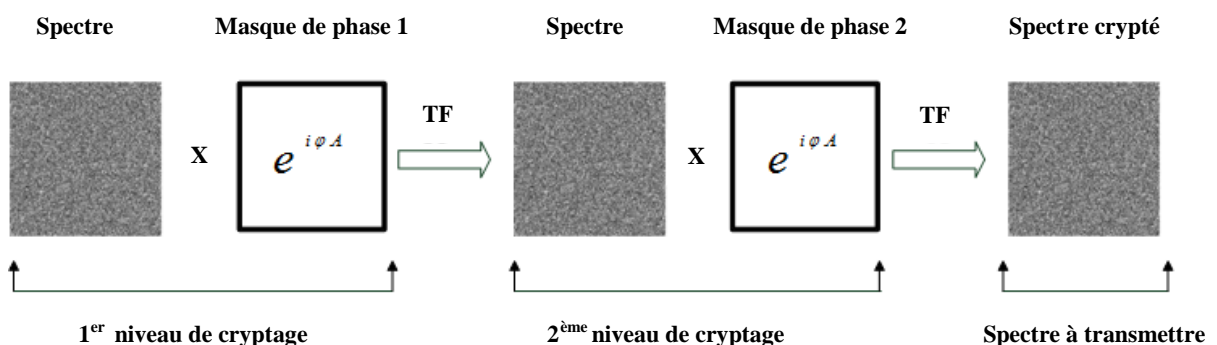 Spectre Masque de phase 1 Spectre Masque de phase 2 Spectre crypté
TF TF
X e^{iφA} X e^{iφA}
1er niveau de cryptage 2ème niveau de cryptage Spectre à transmettre